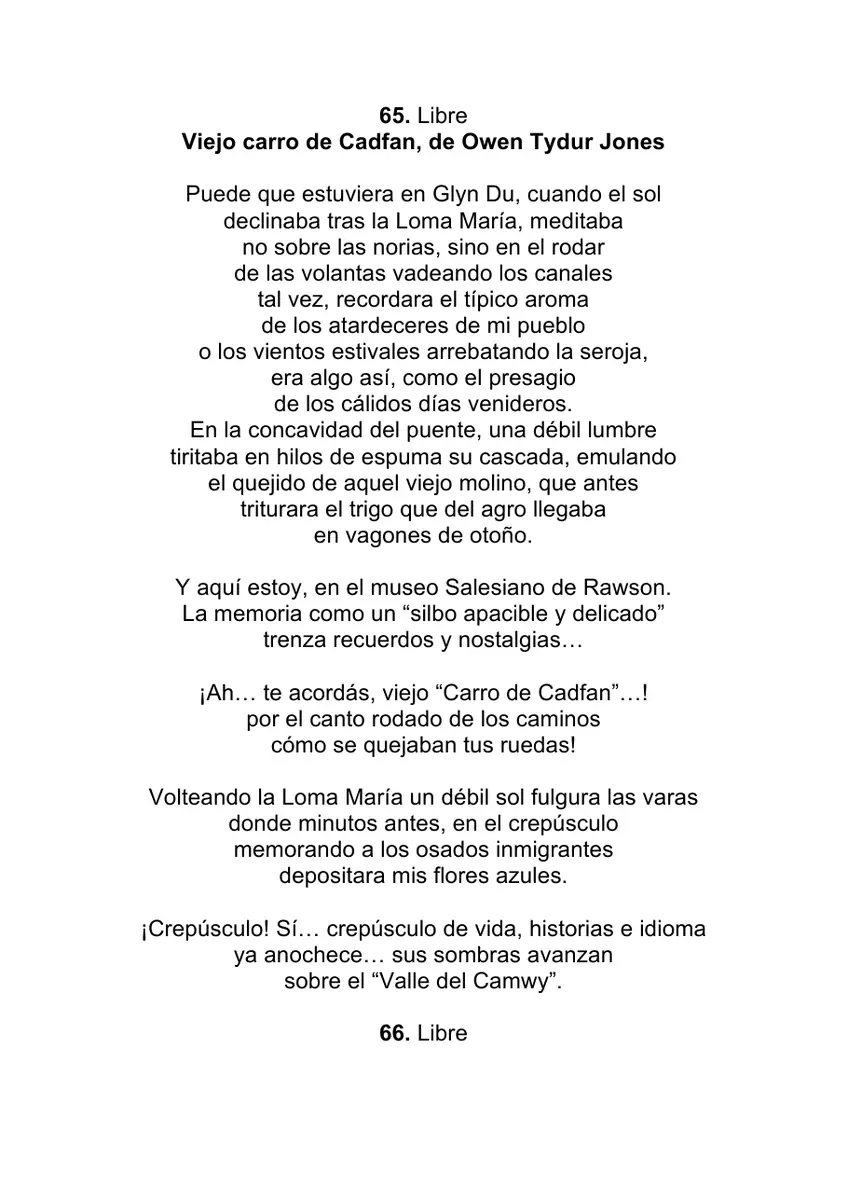 65. Libre
Viejo carro de Cadfan, de Owen Tydur Jones
Puede que estuviera en Glyn Du, cuando el sol
declinaba tras la Loma María, meditaba
no sobre las norias, sino en el rodar
de las volantas vadeando los canales
tal vez, recordara el típico aroma
de los atardeceres de mi pueblo
o los vientos estivales arrebatando la seroja,
era algo así, como el presagio
de los cálidos días venideros.
En la concavidad del puente, una débil lumbre
tiritaba en hilos de espuma su cascada, emulando
el quejido de aquel viejo molino, que antes
triturara el trigo que del agro llegaba
en vagones de otoño.
Y aquí estoy, en el museo Salesiano de Rawson.
La memoria como un “silbo apacible y delicado”
trenza recuerdos y nostalgias…
¡Ah… te acordás, viejo “Carro de Cadfan”…!
por el canto rodado de los caminos
cómo se quejaban tus ruedas!
Volteando la Loma María un débil sol fulgura las varas
donde minutos antes, en el crepúsculo
memorando a los osados inmigrantes
depositara mis flores azules.
¡Crepúsculo! Sí… crepúsculo de vida, historias e idioma
ya anochece… sus sombras avanzan
sobre el “Valle del Camwy”.
66. Libre